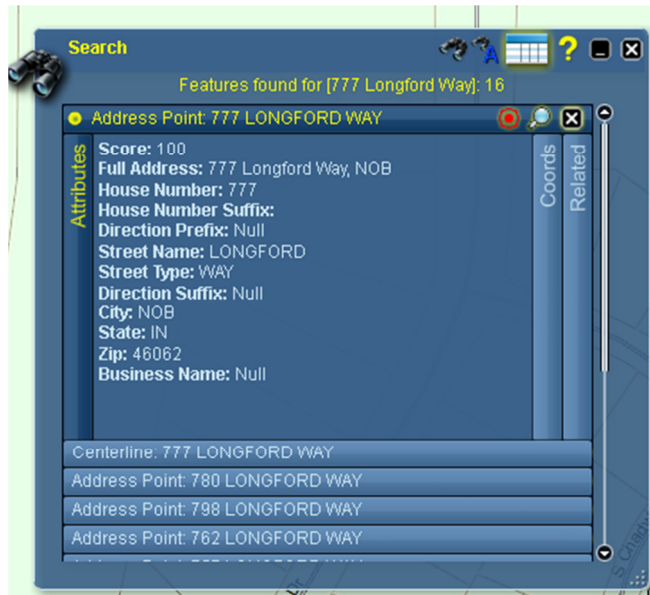 Search
A
?
Features found for [777 Longford Way]: 16
Address Point: 777 LONGFORD WAY
Attributes
Score: 100
Full Address: 777 Longford Way, NOB
House Number: 777
House Number Suffix:
Direction Prefix: Null
Street Name: LONGFORD
Street Type: WAY
Direction Suffix: Null
City: NOB
State: IN
Zip: 46062
Business Name: Null
Coords
Related
Centerline: 777 LONGFORD WAY
Address Point: 780 LONGFORD WAY
Address Point: 798 LONGFORD WAY
Address Point: 762 LONGFORD WAY
Dr